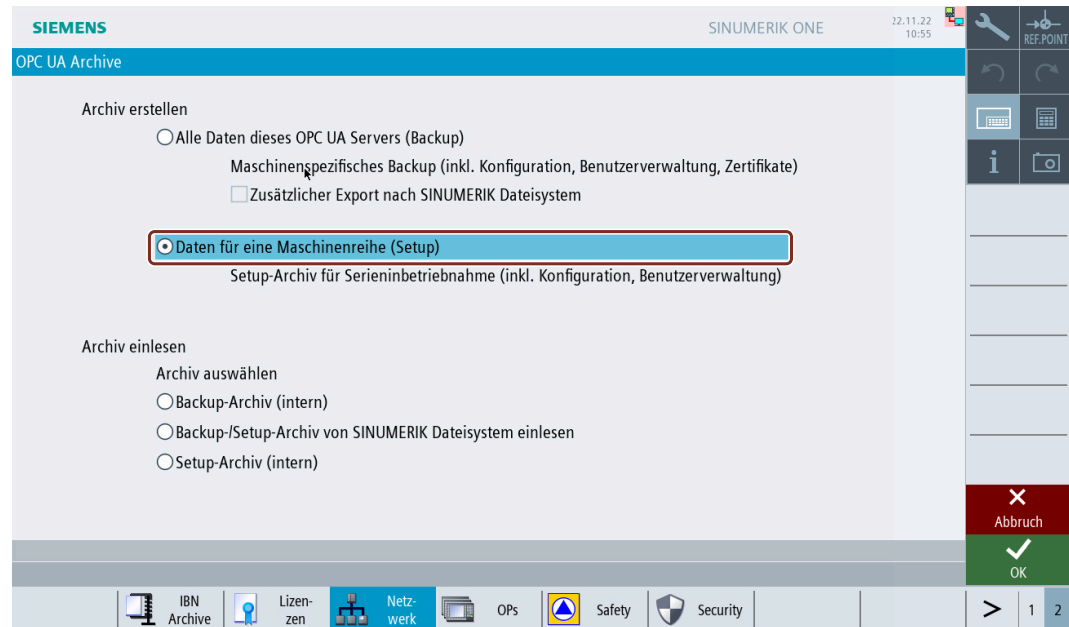 SIEMENS
SINUMERIK ONE
22.11.22
10:55
REF.POINT
OPC UA Archive
Archiv erstellen
Alle Daten dieses OPC UA Servers (Backup)
Maschinenspezifisches Backup (inkl. Konfiguration, Benutzerverwaltung, Zertifikate)
Zusätzlicher Export nach SINUMERIK Dateisystem
Daten für eine Maschinenreihe (Setup)
Setup-Archiv für Serieninbetriebnahme (inkl. Konfiguration, Benutzerverwaltung)
Archiv einlesen
Archiv auswählen
Backup-Archiv (intern)
Backup-/Setup-Archiv von SINUMERIK Dateisystem einlesen
Setup-Archiv (intern)
Abbruch
OK
IBN
Archive
Lizen-
zen
Netz-
werk
OPs
Safety
Security
> 1 2